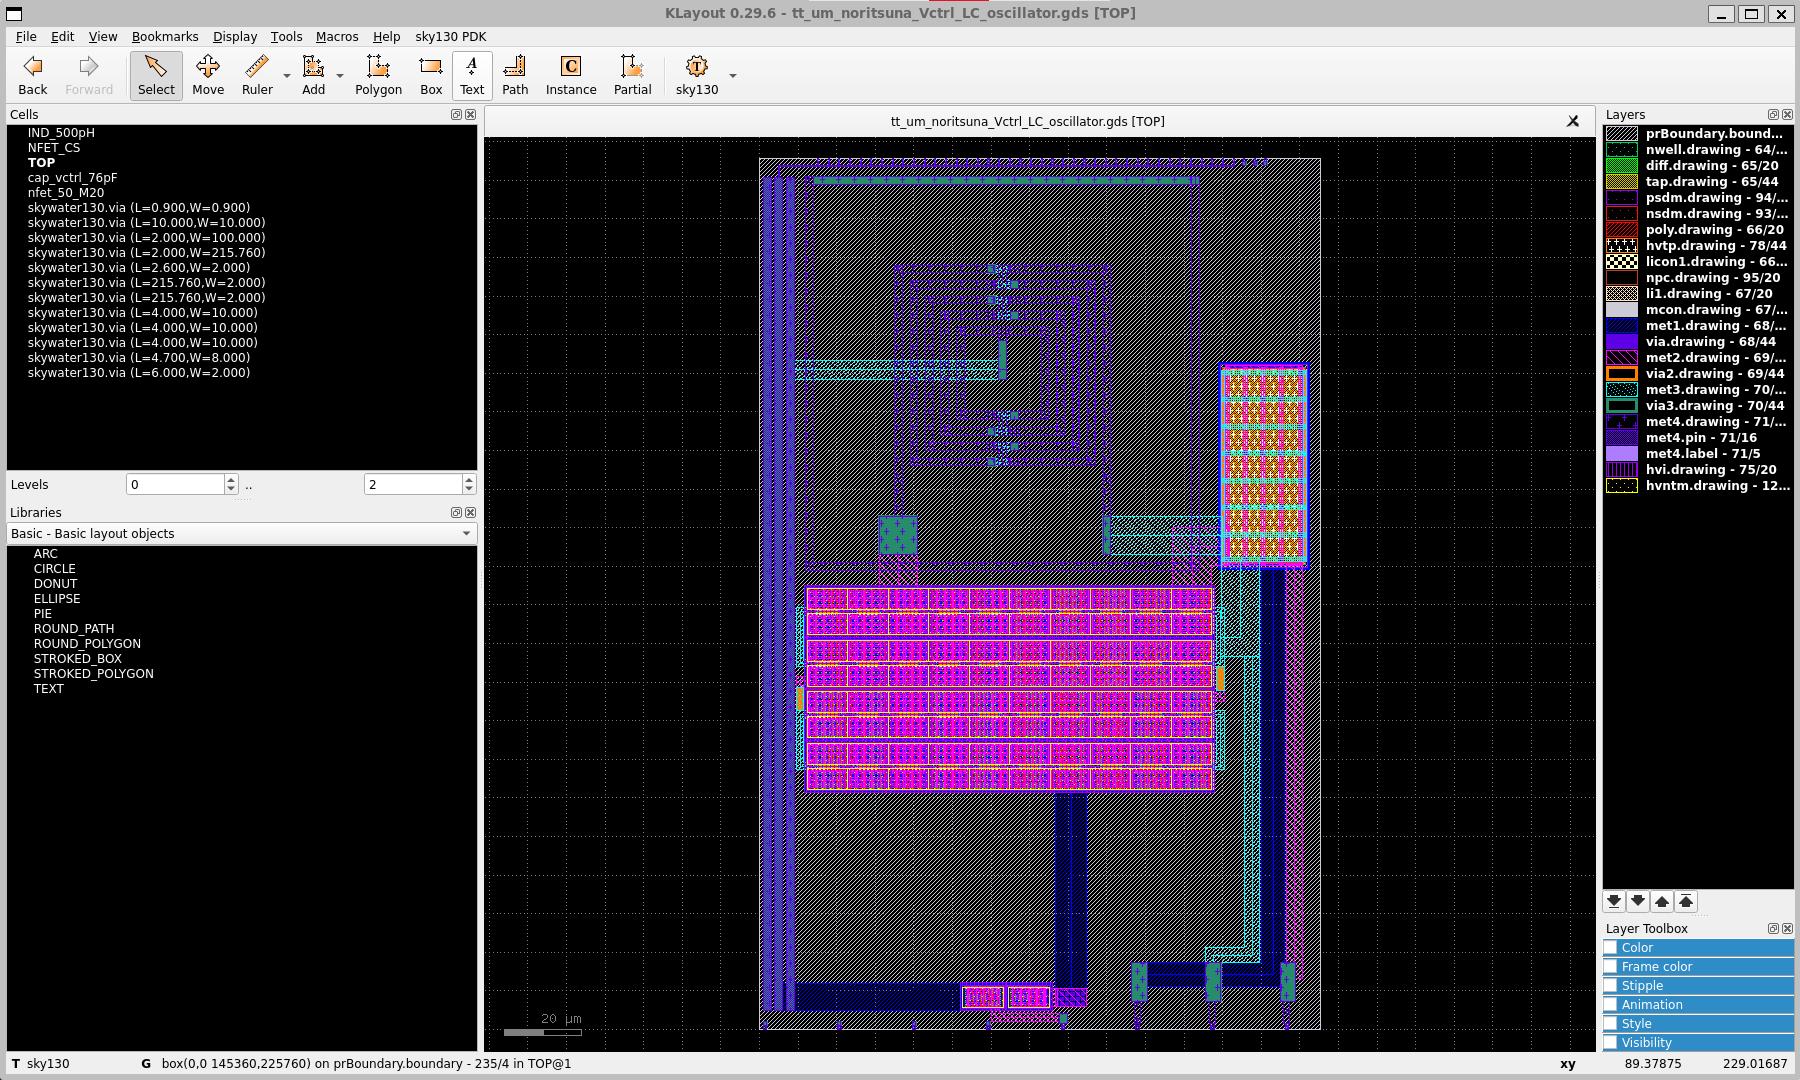 KLayout 0.29.6 - tt_um_noritsuna_Vctrl_LC_oscillator.gds [TOP]
File Edit View Bookmarks Display Tools Macros Help sky130 PDK
Back Forward Select Move Ruler Add Polygon Box Text Path Instance Partial sky130
Cells
IND_500pH
NFET_CS
TOP
cap_vctrl_76pF
nfet_50_M20
skywater130.via (L=0.900,W=0.900)
skywater130.via (L=10.000,W=10.000)
skywater130.via (L=2.000,W=100.000)
skywater130.via (L=2.000,W=215.760)
skywater130.via (L=2.600,W=2.000)
skywater130.via (L=215.760,W=2.000)
skywater130.via (L=215.760,W=2.000)
skywater130.via (L=4.000,W=10.000)
skywater130.via (L=4.000,W=10.000)
skywater130.via (L=4.000,W=10.000)
skywater130.via (L=4.700,W=8.000)
skywater130.via (L=6.000,W=2.000)
Levels 0 .. 2
Libraries
Basic - Basic layout objects
ARC
CIRCLE
DONUT
ELLIPSE
PIE
ROUND_PATH
ROUND_POLYGON
STROKED_BOX
STROKED_POLYGON
TEXT
tt_um_noritsuna_Vctrl_LC_oscillator.gds [TOP]
20 µm
Layers
prBoundary.bound...
nwell.drawing - 64/...
diff.drawing - 65/20
tap.drawing - 65/44
psdm.drawing - 94/...
nsdm.drawing - 93/...
poly.drawing - 66/20
hvtp.drawing - 78/44
licon1.drawing - 66...
npc.drawing - 95/20
li1.drawing - 67/20
mcon.drawing - 67/...
met1.drawing - 68/...
via.drawing - 68/44
met2.drawing - 69/...
via2.drawing - 69/44
met3.drawing - 70/...
via3.drawing - 70/44
met4.drawing - 71/...
met4.pin - 71/16
met4.label - 71/5
hvi.drawing - 75/20
hvntm.drawing - 12...
Layer Toolbox
Color
Frame color
Stipple
Animation
Style
Visibility
T sky130 G box(0,0 145360,225760) on prBoundary.boundary - 235/4 in TOP@1 xy 89.37875 229.01687